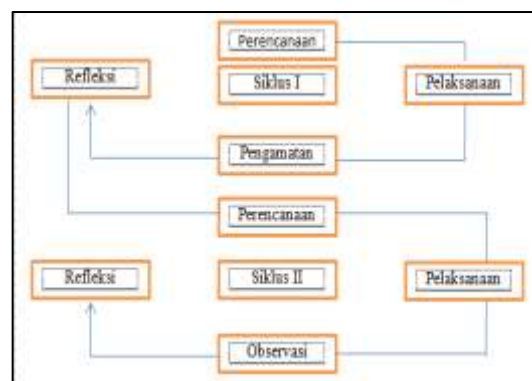 Perencanaan
Refleksi
Siklus I
Pelaksanaan
Pengamatan
Perencanaan
Refleksi
Siklus II
Pelaksanaan
Observasi